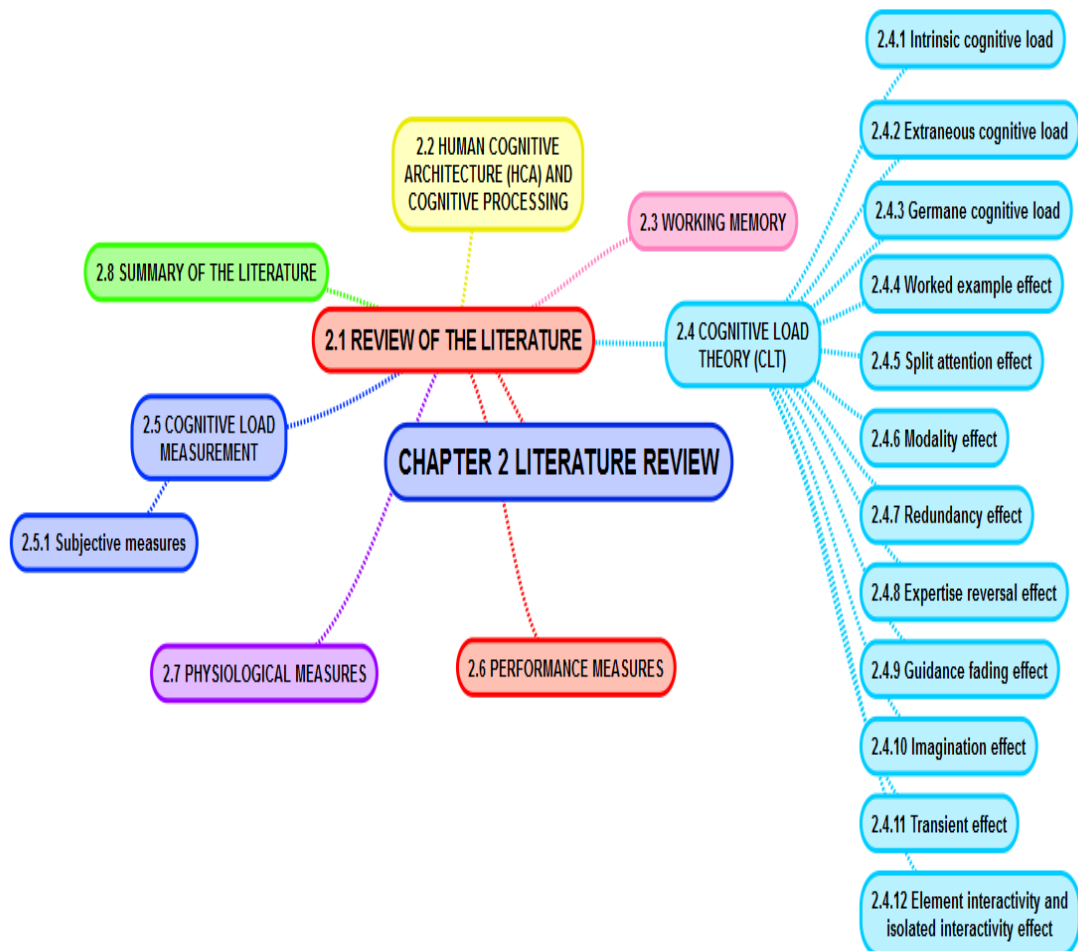 CHAPTER 2 LITERATURE REVIEW
2.1 REVIEW OF THE LITERATURE
2.2 HUMAN COGNITIVE
ARCHITECTURE (HCA) AND
COGNITIVE PROCESSING
2.3 WORKING MEMORY
2.4 COGNITIVE LOAD
THEORY (CLT)
2.4.1 Intrinsic cognitive load
2.4.2 Extraneous cognitive load
2.4.3 Germane cognitive load
2.4.4 Worked example effect
2.4.5 Split attention effect
2.4.6 Modality effect
2.4.7 Redundancy effect
2.4.8 Expertise reversal effect
2.4.9 Guidance fading effect
2.4.10 Imagination effect
2.4.11 Transient effect
2.4.12 Element interactivity and
isolated interactivity effect
2.5 COGNITIVE LOAD
MEASUREMENT
2.5.1 Subjective measures
2.6 PERFORMANCE MEASURES
2.7 PHYSIOLOGICAL MEASURES
2.8 SUMMARY OF THE LITERATURE